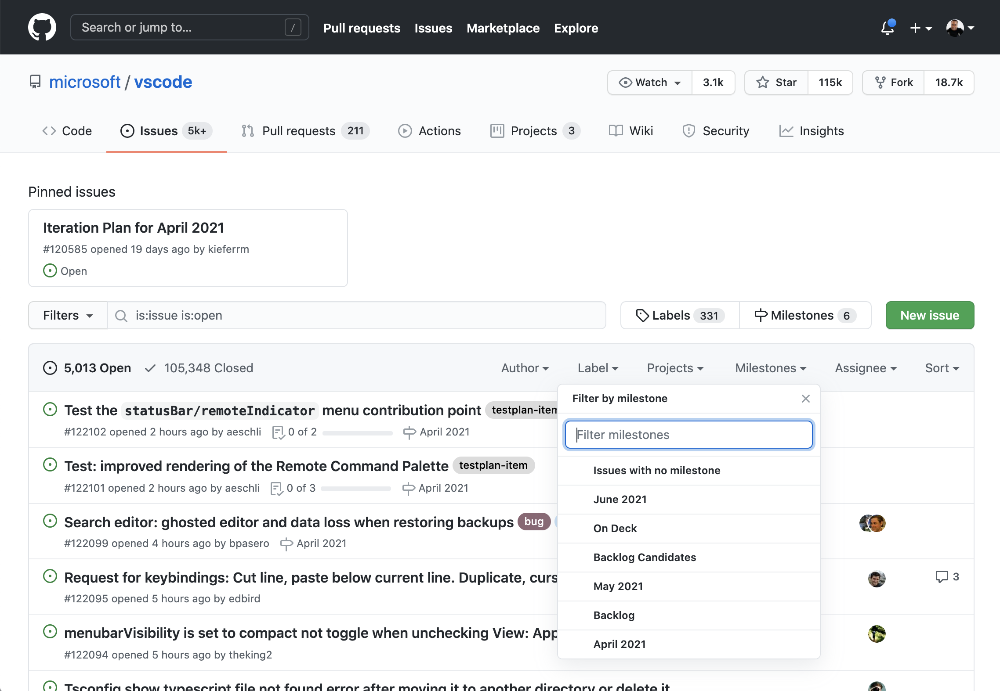 Search or jump to... /
Pull requests Issues Marketplace Explore
microsoft / vscode
Watch 3.1k Star 115k Fork 18.7k
Code Issues 5k+ Pull requests 211 Actions Projects 3 Wiki Security Insights
Pinned issues
Iteration Plan for April 2021
#120585 opened 19 days ago by kieferrm
Open
Filters is:issue is:open Labels 331 Milestones 6 New issue
5,013 Open 105,348 Closed Author Label Projects Milestones Assignee Sort
Test the statusBar/remoteIndicator menu contribution point testplan-item
#122102 opened 2 hours ago by aeschli 0 of 2 April 2021
Test: improved rendering of the Remote Command Palette testplan-item
#122101 opened 2 hours ago by aeschli 0 of 3 April 2021
Search editor: ghosted editor and data loss when restoring backups bug
#122099 opened 4 hours ago by bpasero April 2021
Request for keybindings: Cut line, paste below current line. Duplicate, curs
3
#122095 opened 5 hours ago by edbird
menubarVisibility is set to compact not toggle when unchecking View: App
#122094 opened 5 hours ago by theking2
Tsconfig show typescript file not found error after moving it to another directory or delete it
Filter by milestone
Filter milestones
Issues with no milestone
June 2021
On Deck
Backlog Candidates
May 2021
Backlog
April 2021